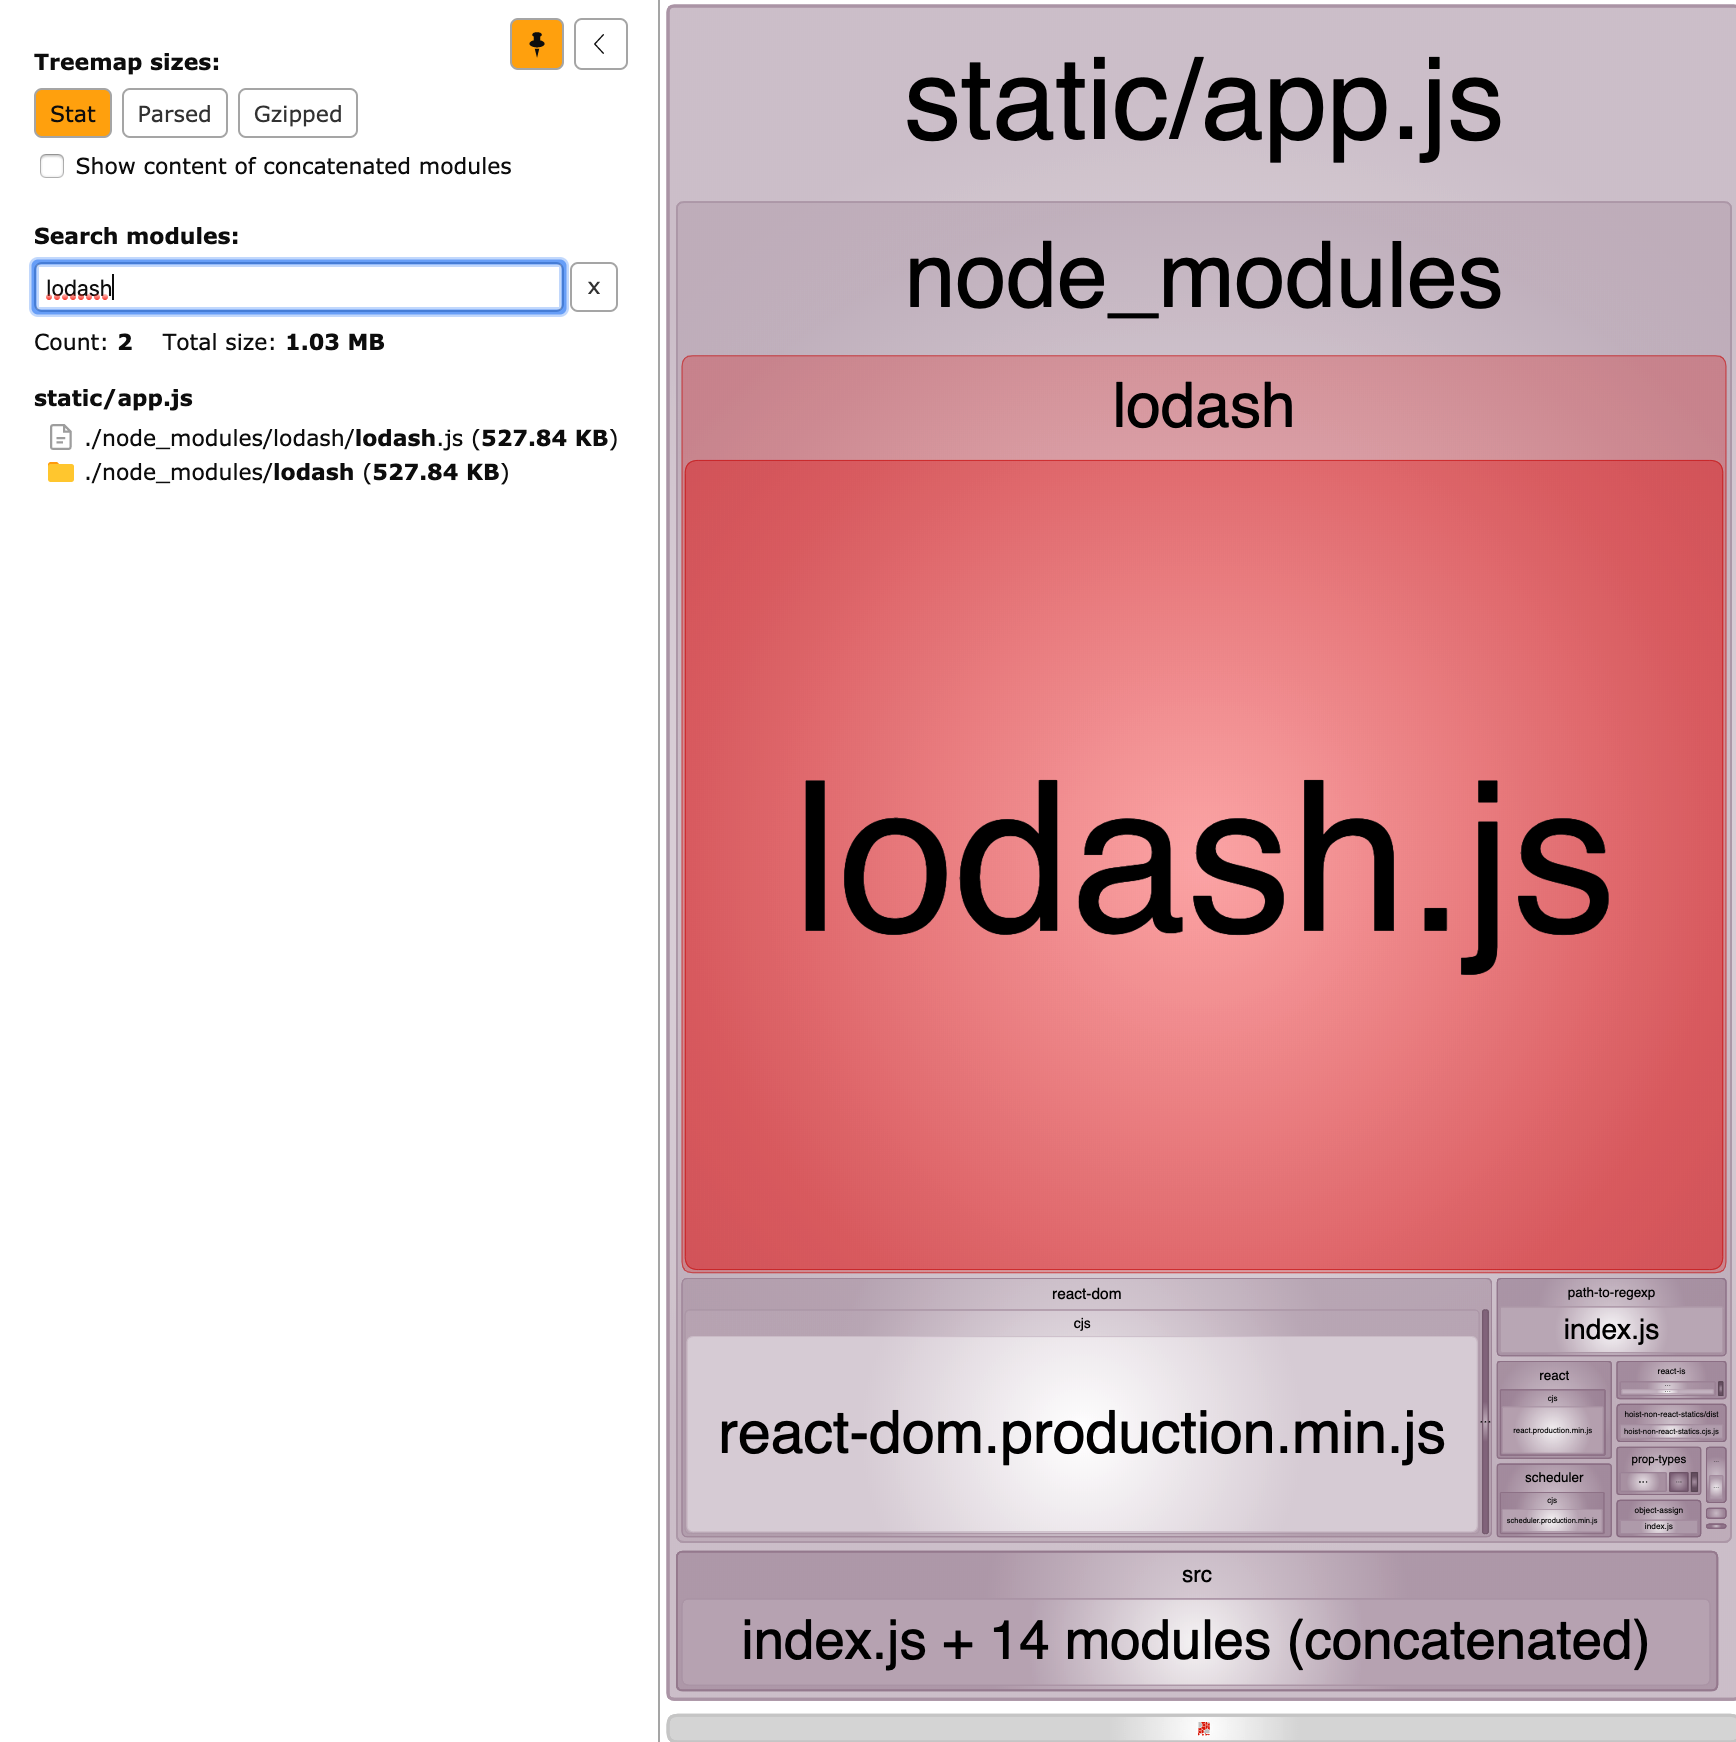 Treemap sizes:
Stat Parsed Gzipped
Show content of concatenated modules
Search modules:
lodash x
Count: 2 Total size: 1.03 MB
static/app.js
./node_modules/lodash/lodash.js (527.84 KB)
./node_modules/lodash (527.84 KB)
static/app.js
node_modules
lodash
lodash.js
react-dom
cjs
react-dom.production.min.js
...
path-to-regexp
index.js
react
cjs
react.production.min.js
scheduler
cjs
scheduler.production.min.js
react-is
...
...
hoist-non-react-statics/dist
hoist-non-react-statics.cjs.js
prop-types
...
...
object-assign
index.js
...
...
src
index.js + 14 modules (concatenated)